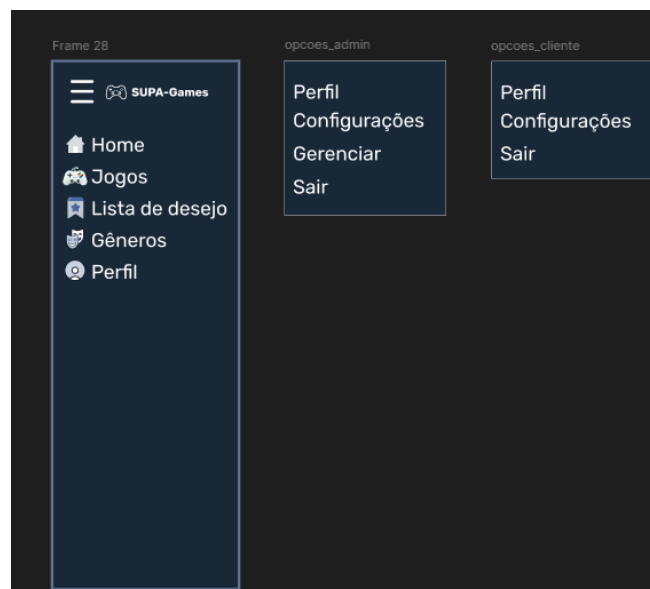 Frame 28
SUPA-Games
Home
Jogos
Lista de desejo
Gêneros
Perfil
opcoes_admin
Perfil
Configurações
Gerenciar
Sair
opcoes_cliente
Perfil
Configurações
Sair